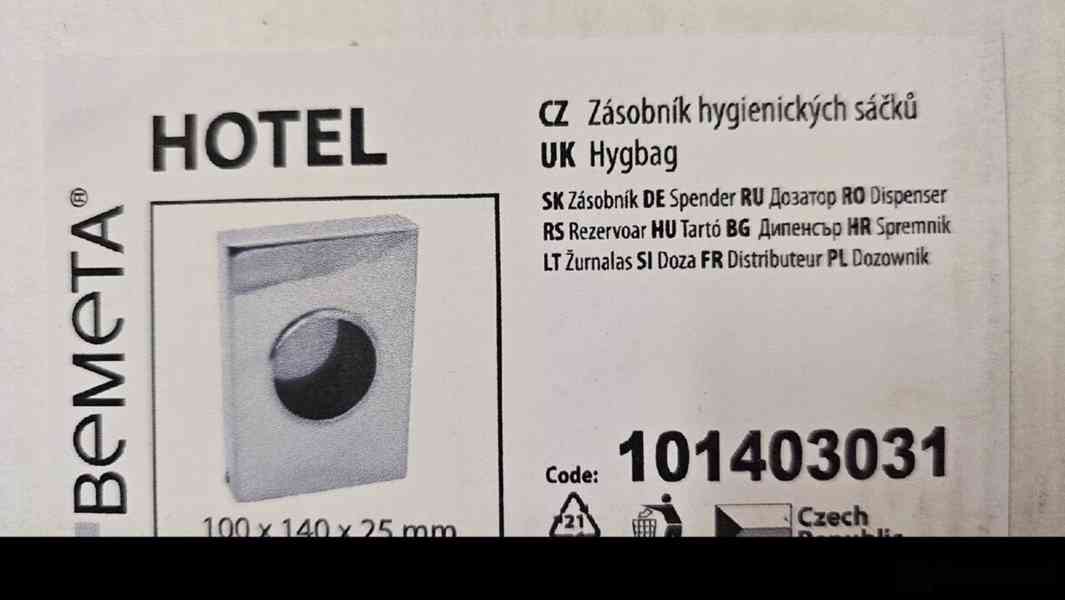 HOTEL
BEMETA®
CZ Zásobník hygienických sáčků
UK Hygbag
SK Zásobník DE Spender RU Дозатор RO Dispenser
RS Rezervoar HU Tartó BG Дипенсър HR Spremnik
LT Žurnalas SI Doza FR Distributeur PL Dozownik
Code: 101403031
21
Czech
Republic
100 x 140 x 25 mm